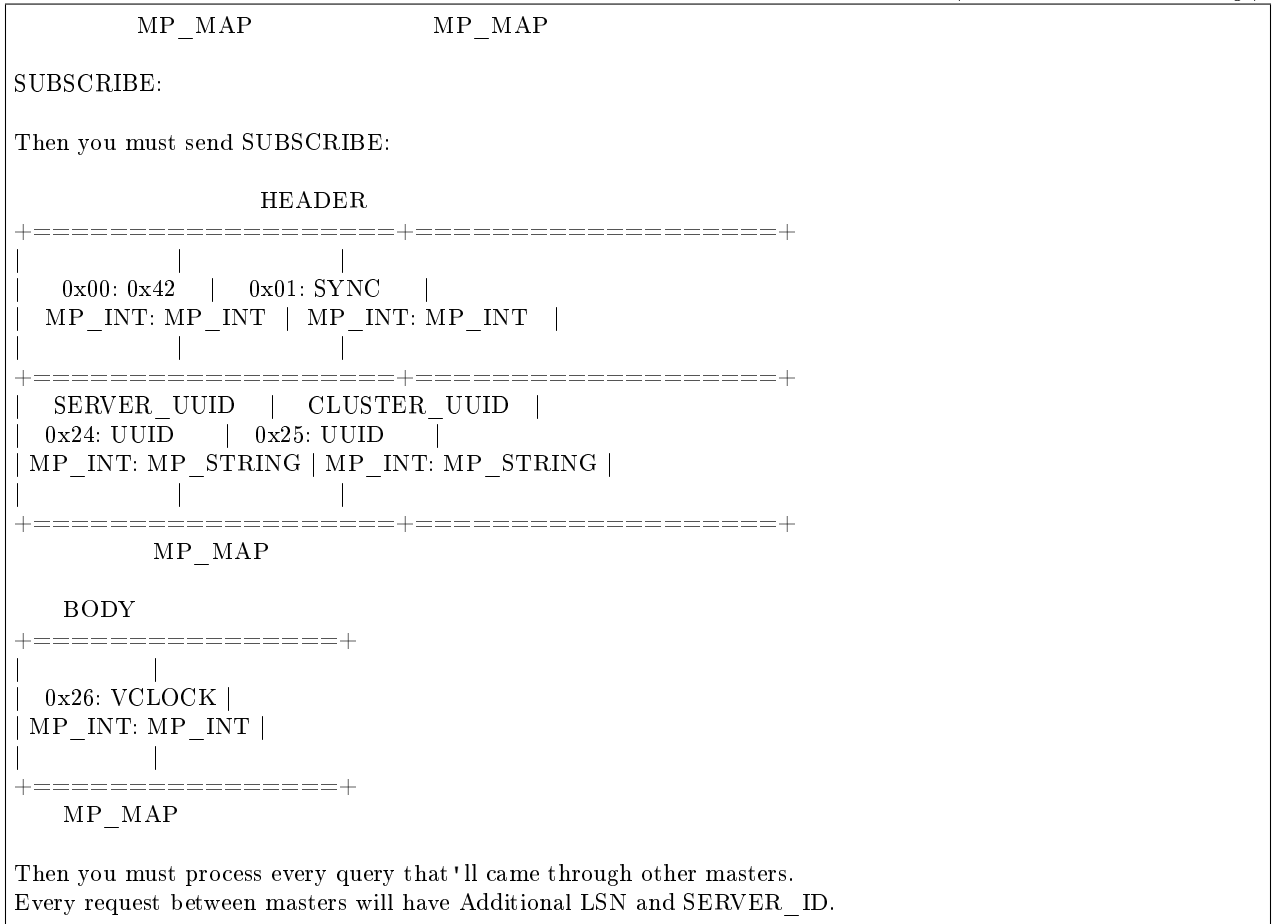 MP_MAP MP_MAP
SUBSCRIBE:
Then you must send SUBSCRIBE:
HEADER
+===================+===================+
| | |
| 0x00: 0x42 | 0x01: SYNC |
| MP_INT: MP_INT | MP_INT: MP_INT |
| | |
+===================+===================+
| SERVER_UUID | CLUSTER_UUID |
| 0x24: UUID | 0x25: UUID |
| MP_INT: MP_STRING | MP_INT: MP_STRING |
| | |
+===================+===================+
MP_MAP
BODY
+================+
| |
| 0x26: VCLOCK |
| MP_INT: MP_INT |
| |
+================+
MP_MAP
Then you must process every query that'll came through other masters.
Every request between masters will have Additional LSN and SERVER_ID.